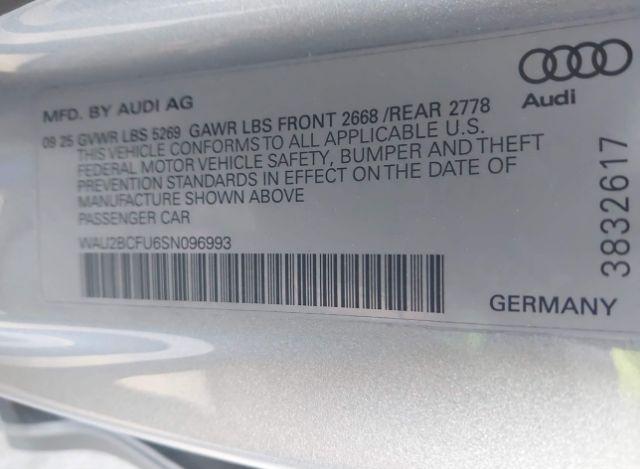 MFD. BY AUDI AG
09 25 GVWR LBS 5269 GAWR LBS FRONT 2668 /REAR 2778
THIS VEHICLE CONFORMS TO ALL APPLICABLE U.S.
FEDERAL MOTOR VEHICLE SAFETY, BUMPER AND THEFT
PREVENTION STANDARDS IN EFFECT ON THE DATE OF
MANUFACTURE SHOWN ABOVE
PASSENGER CAR
WAU2BCFU6SN096993
Audi
3832617
GERMANY